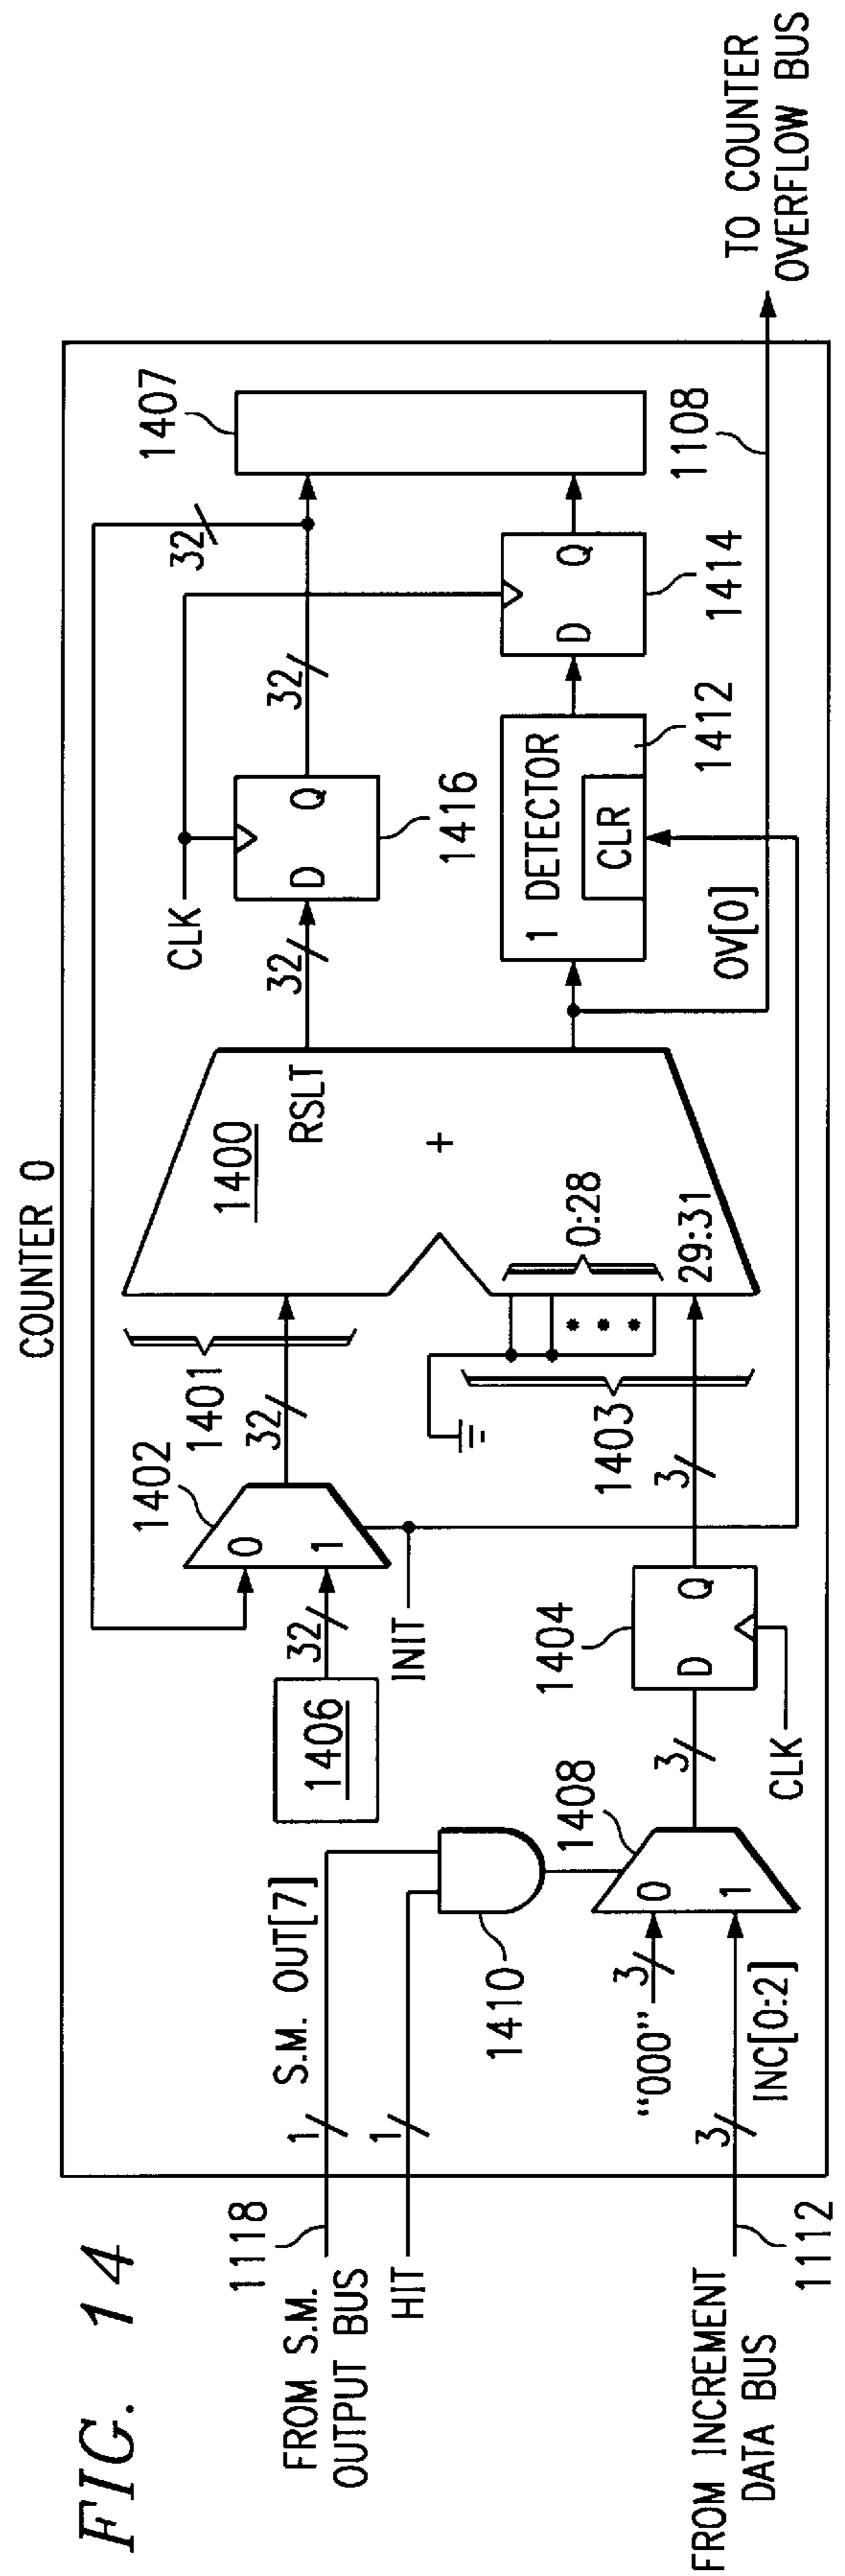 FIG. 14
COUNTER 0
FROM S.M.
OUTPUT BUS
1118
1
S.M. OUT[7]
HIT
1
FROM INCREMENT
DATA BUS
1112
3
INC[0:2]
"000"
3
1410
0
1
1408
3
D
Q
1404
CLK
3
1406
32
0
1
1402
INIT
32
1401
1403
0:28
29:31
1400
+
RSLT
32
CLK
D
Q
1416
32
32
1407
OV[0]
1 DETECTOR
CLR
1412
D
Q
1414
1108
TO COUNTER
OVERFLOW BUS